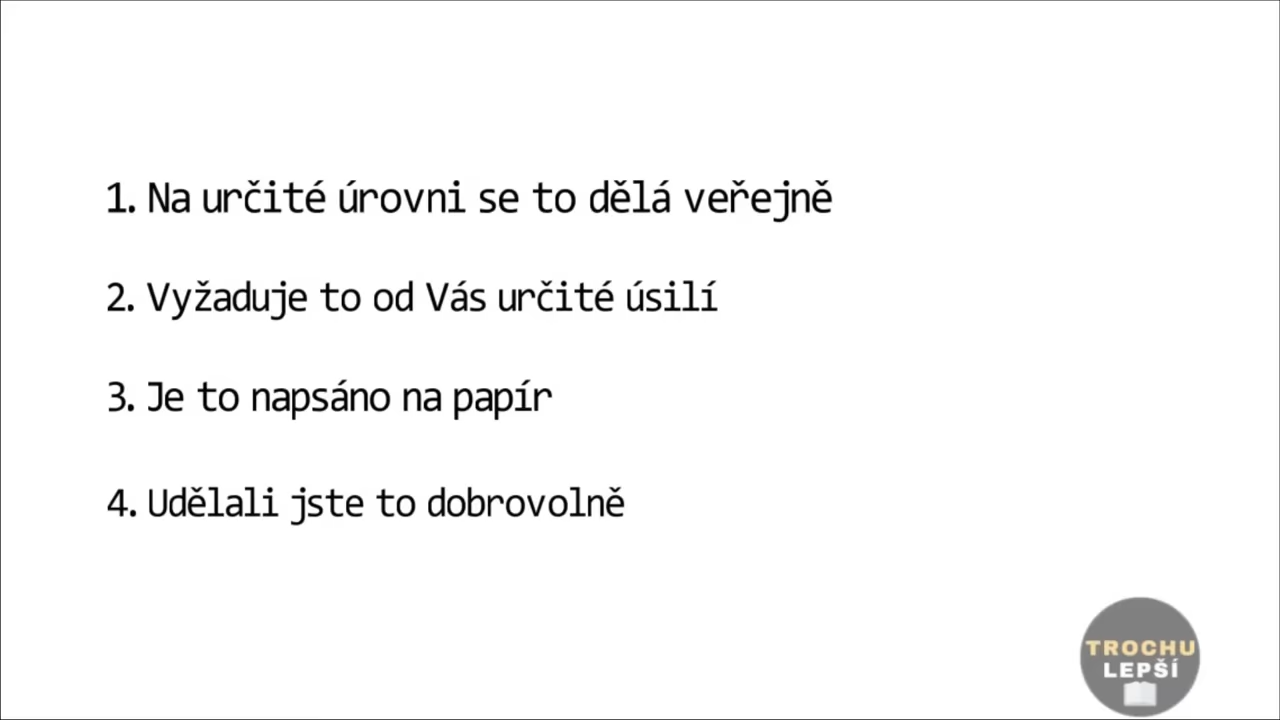 1. Na určité úrovni se to dělá veřejně
2. Vyžaduje to od Vás určité úsilí
3. Je to napsáno na papír
4. Udělali jste to dobrovolně
TROCHU
LEPŠÍ